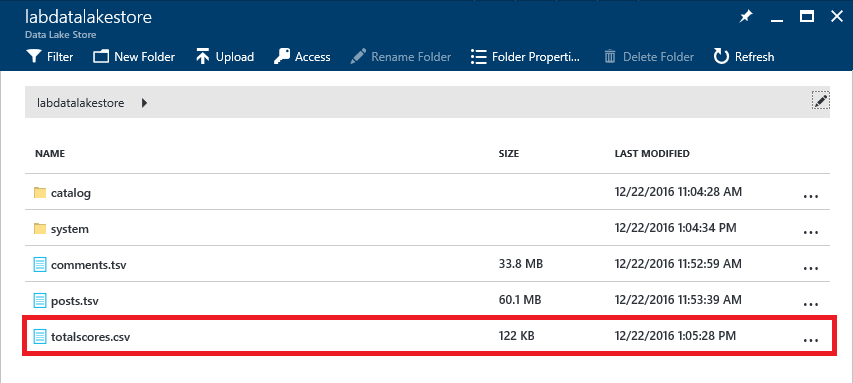 labdatalakestore
Data Lake Store
Filter New Folder Upload Access Rename Folder Folder Properti... Delete Folder Refresh
labdatalakestore
NAME SIZE LAST MODIFIED
catalog 12/22/2016 11:04:28 AM ...
system 12/22/2016 1:04:34 PM ...
comments.tsv 33.8 MB 12/22/2016 11:52:59 AM ...
posts.tsv 60.1 MB 12/22/2016 11:53:39 AM ...
totalscores.csv 122 KB 12/22/2016 1:05:28 PM ...